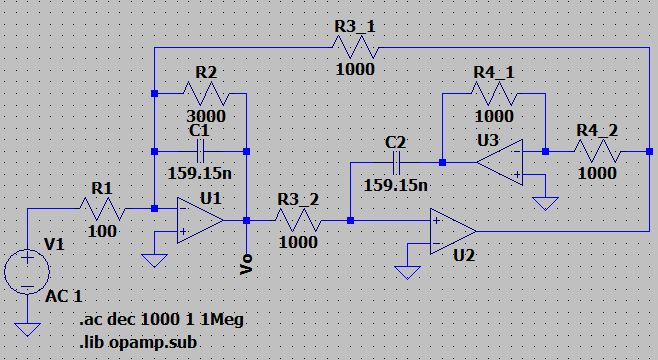 R3_1
1000
R2
3000
R4_1
1000
C1
159.15n
C2
159.15n
U3
R4_2
1000
R1
100
U1
R3_2
1000
U2
V1
AC 1
Vo
+
-
-
+
+
-
-
+
.ac dec 1000 1 1Meg
.lib opamp.sub